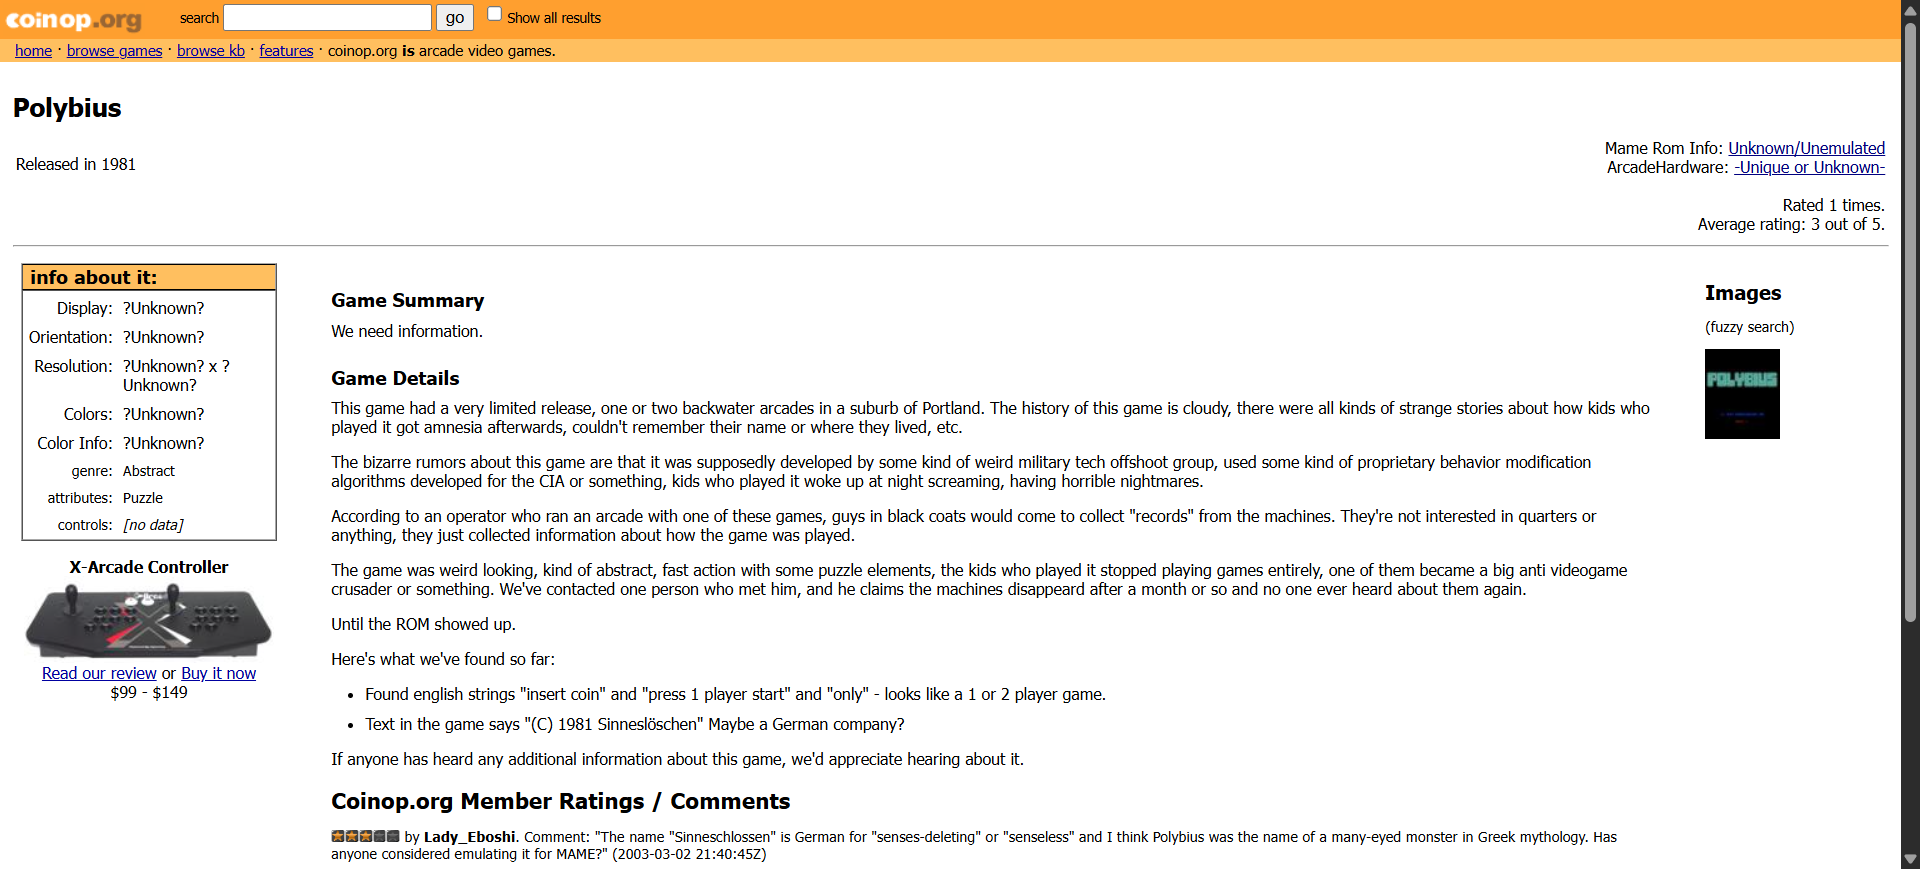 coinop.org search go Show all results
home · browse games · browse kb · features · coinop.org is arcade video games.
Polybius
Released in 1981
Mame Rom Info: Unknown/Unemulated
ArcadeHardware: -Unique or Unknown-
Rated 1 times.
Average rating: 3 out of 5.
info about it:
Display: ?Unknown?
Orientation: ?Unknown?
Resolution: ?Unknown? x ?
Unknown?
Colors: ?Unknown?
Color Info: ?Unknown?
genre: Abstract
attributes: Puzzle
controls: [no data]
X-Arcade Controller
Read our review or Buy it now
$99 - $149
Game Summary
We need information.
Game Details
This game had a very limited release, one or two backwater arcades in a suburb of Portland. The history of this game is cloudy, there were all kinds of strange stories about how kids who
played it got amnesia afterwards, couldn't remember their name or where they lived, etc.
The bizarre rumors about this game are that it was supposedly developed by some kind of weird military tech offshoot group, used some kind of proprietary behavior modification
algorithms developed for the CIA or something, kids who played it woke up at night screaming, having horrible nightmares.
According to an operator who ran an arcade with one of these games, guys in black coats would come to collect "records" from the machines. They're not interested in quarters or
anything, they just collected information about how the game was played.
The game was weird looking, kind of abstract, fast action with some puzzle elements, the kids who played it stopped playing games entirely, one of them became a big anti videogame
crusader or something. We've contacted one person who met him, and he claims the machines disappeard after a month or so and no one ever heard about them again.
Until the ROM showed up.
Here's what we've found so far:
• Found english strings "insert coin" and "press 1 player start" and "only" - looks like a 1 or 2 player game.
• Text in the game says "(C) 1981 Sinneslöschen" Maybe a German company?
If anyone has heard any additional information about this game, we'd appreciate hearing about it.
Coinop.org Member Ratings / Comments
by Lady_Eboshi. Comment: "The name "Sinneschlossen" is German for "senses-deleting" or "senseless" and I think Polybius was the name of a many-eyed monster in Greek mythology. Has
anyone considered emulating it for MAME?" (2003-03-02 21:40:45Z)
Images
(fuzzy search)
POLYBIUS